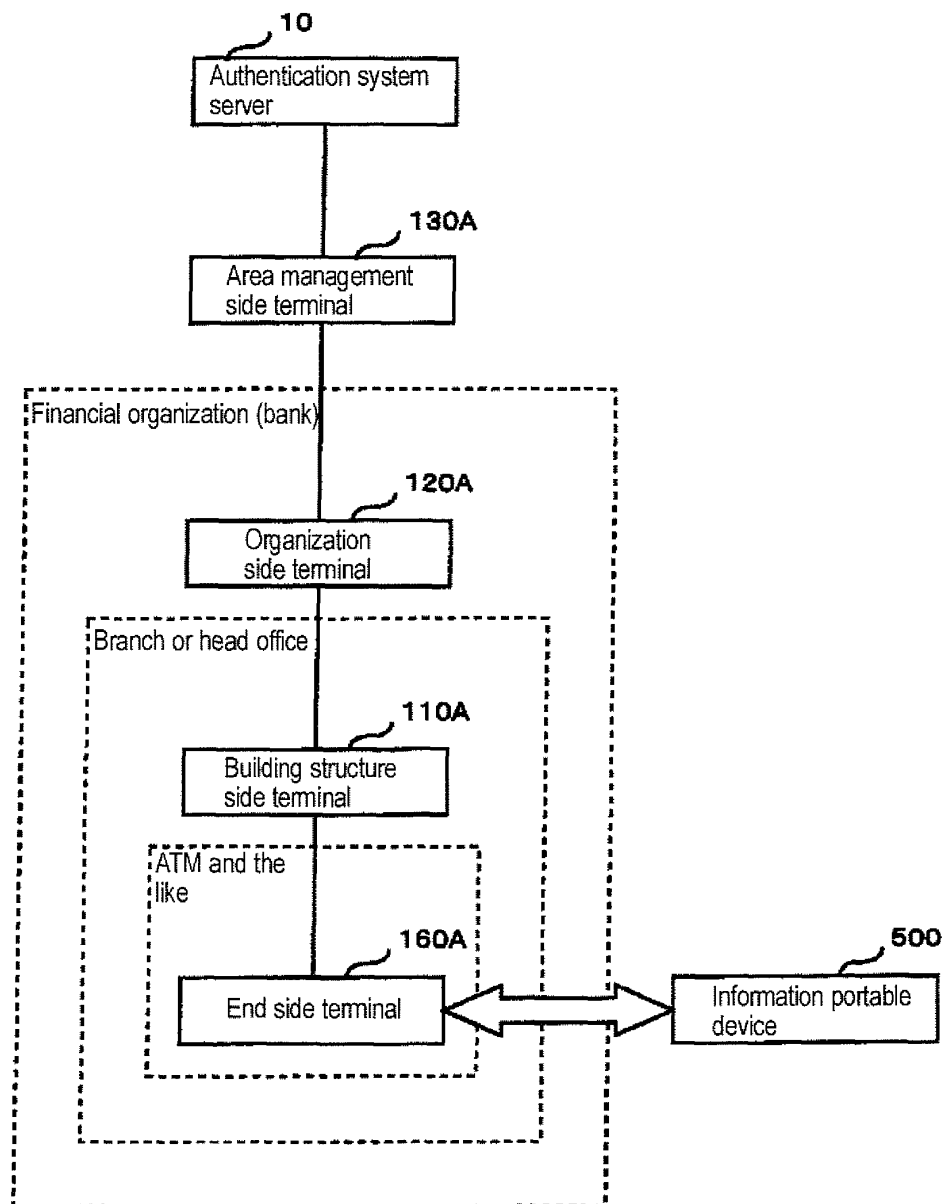 10
Authentication system
server
130A
Area management
side terminal
Financial organization (bank)
120A
Organization
side terminal
Branch or head office
110A
Building structure
side terminal
ATM and the
like
160A
End side terminal
500
Information portable
device